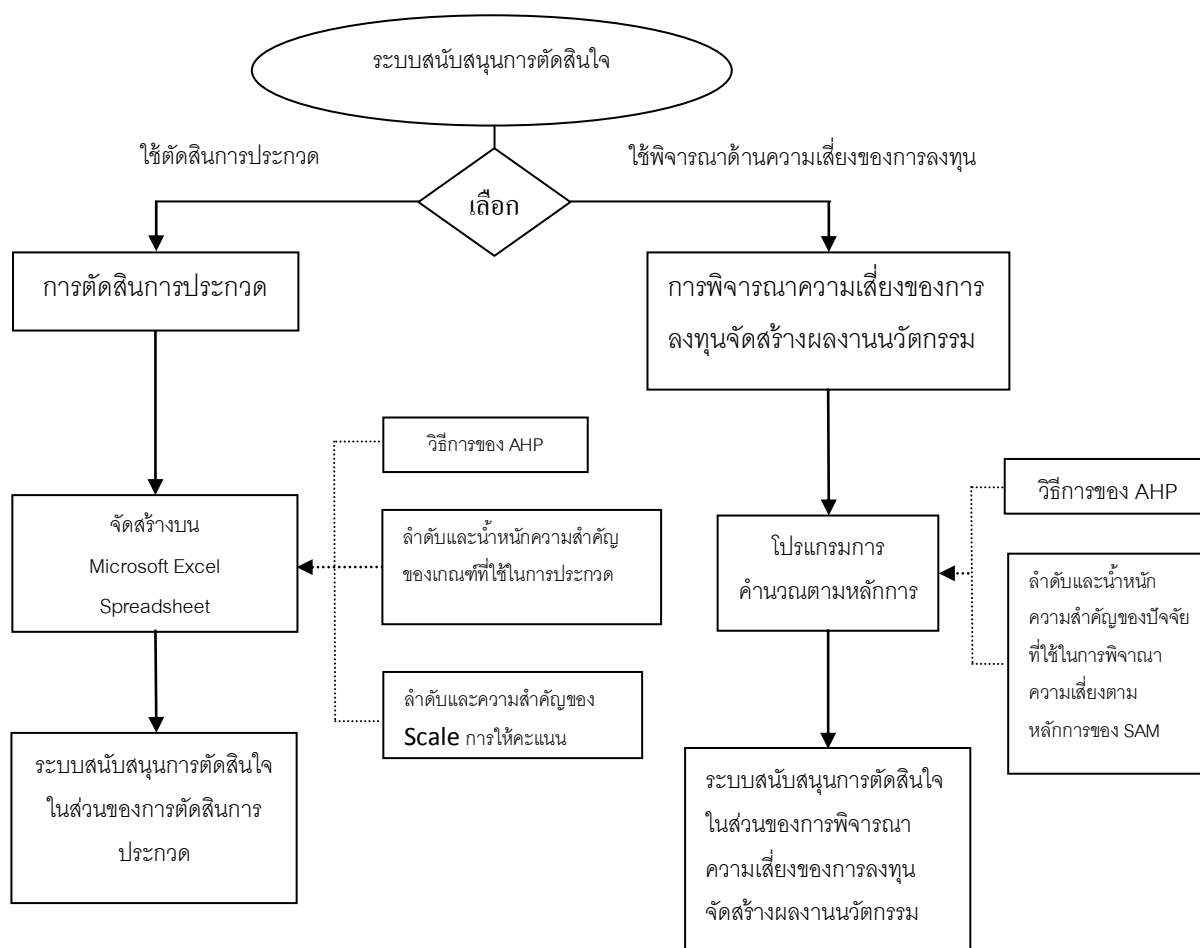 ระบบสนับสนุนการตัดสินใจ
ใช้ตัดสินการประกวด
ใช้พิจารณาด้านความเสี่ยงของการลงทุน
เลือก
การตัดสินการประกวด
การพิจารณาความเสี่ยงของการ
ลงทุนจัดสร้างผลงานนวัตกรรม
วิธีการของ AHP
จัดสร้างบน
Microsoft Excel
Spreadsheet
ลำดับและน้ำหนักความสำคัญ
ของเกณฑ์ที่ใช้ในการประกวด
ลำดับและความสำคัญของ
Scale การให้คะแนน
ระบบสนับสนุนการตัดสินใจ
ในส่วนของการตัดสินการ
ประกวด
วิธีการของ AHP
โปรแกรมการ
คำนวณตามหลักการ
ลำดับและน้ำหนัก
ความสำคัญของปัจจัย
ที่ใช้ในการพิจาณา
ความเสี่ยงตาม
หลักการของ SAM
ระบบสนับสนุนการตัดสินใจ
ในส่วนของการพิจารณา
ความเสี่ยงของการลงทุน
จัดสร้างผลงานนวัตกรรม